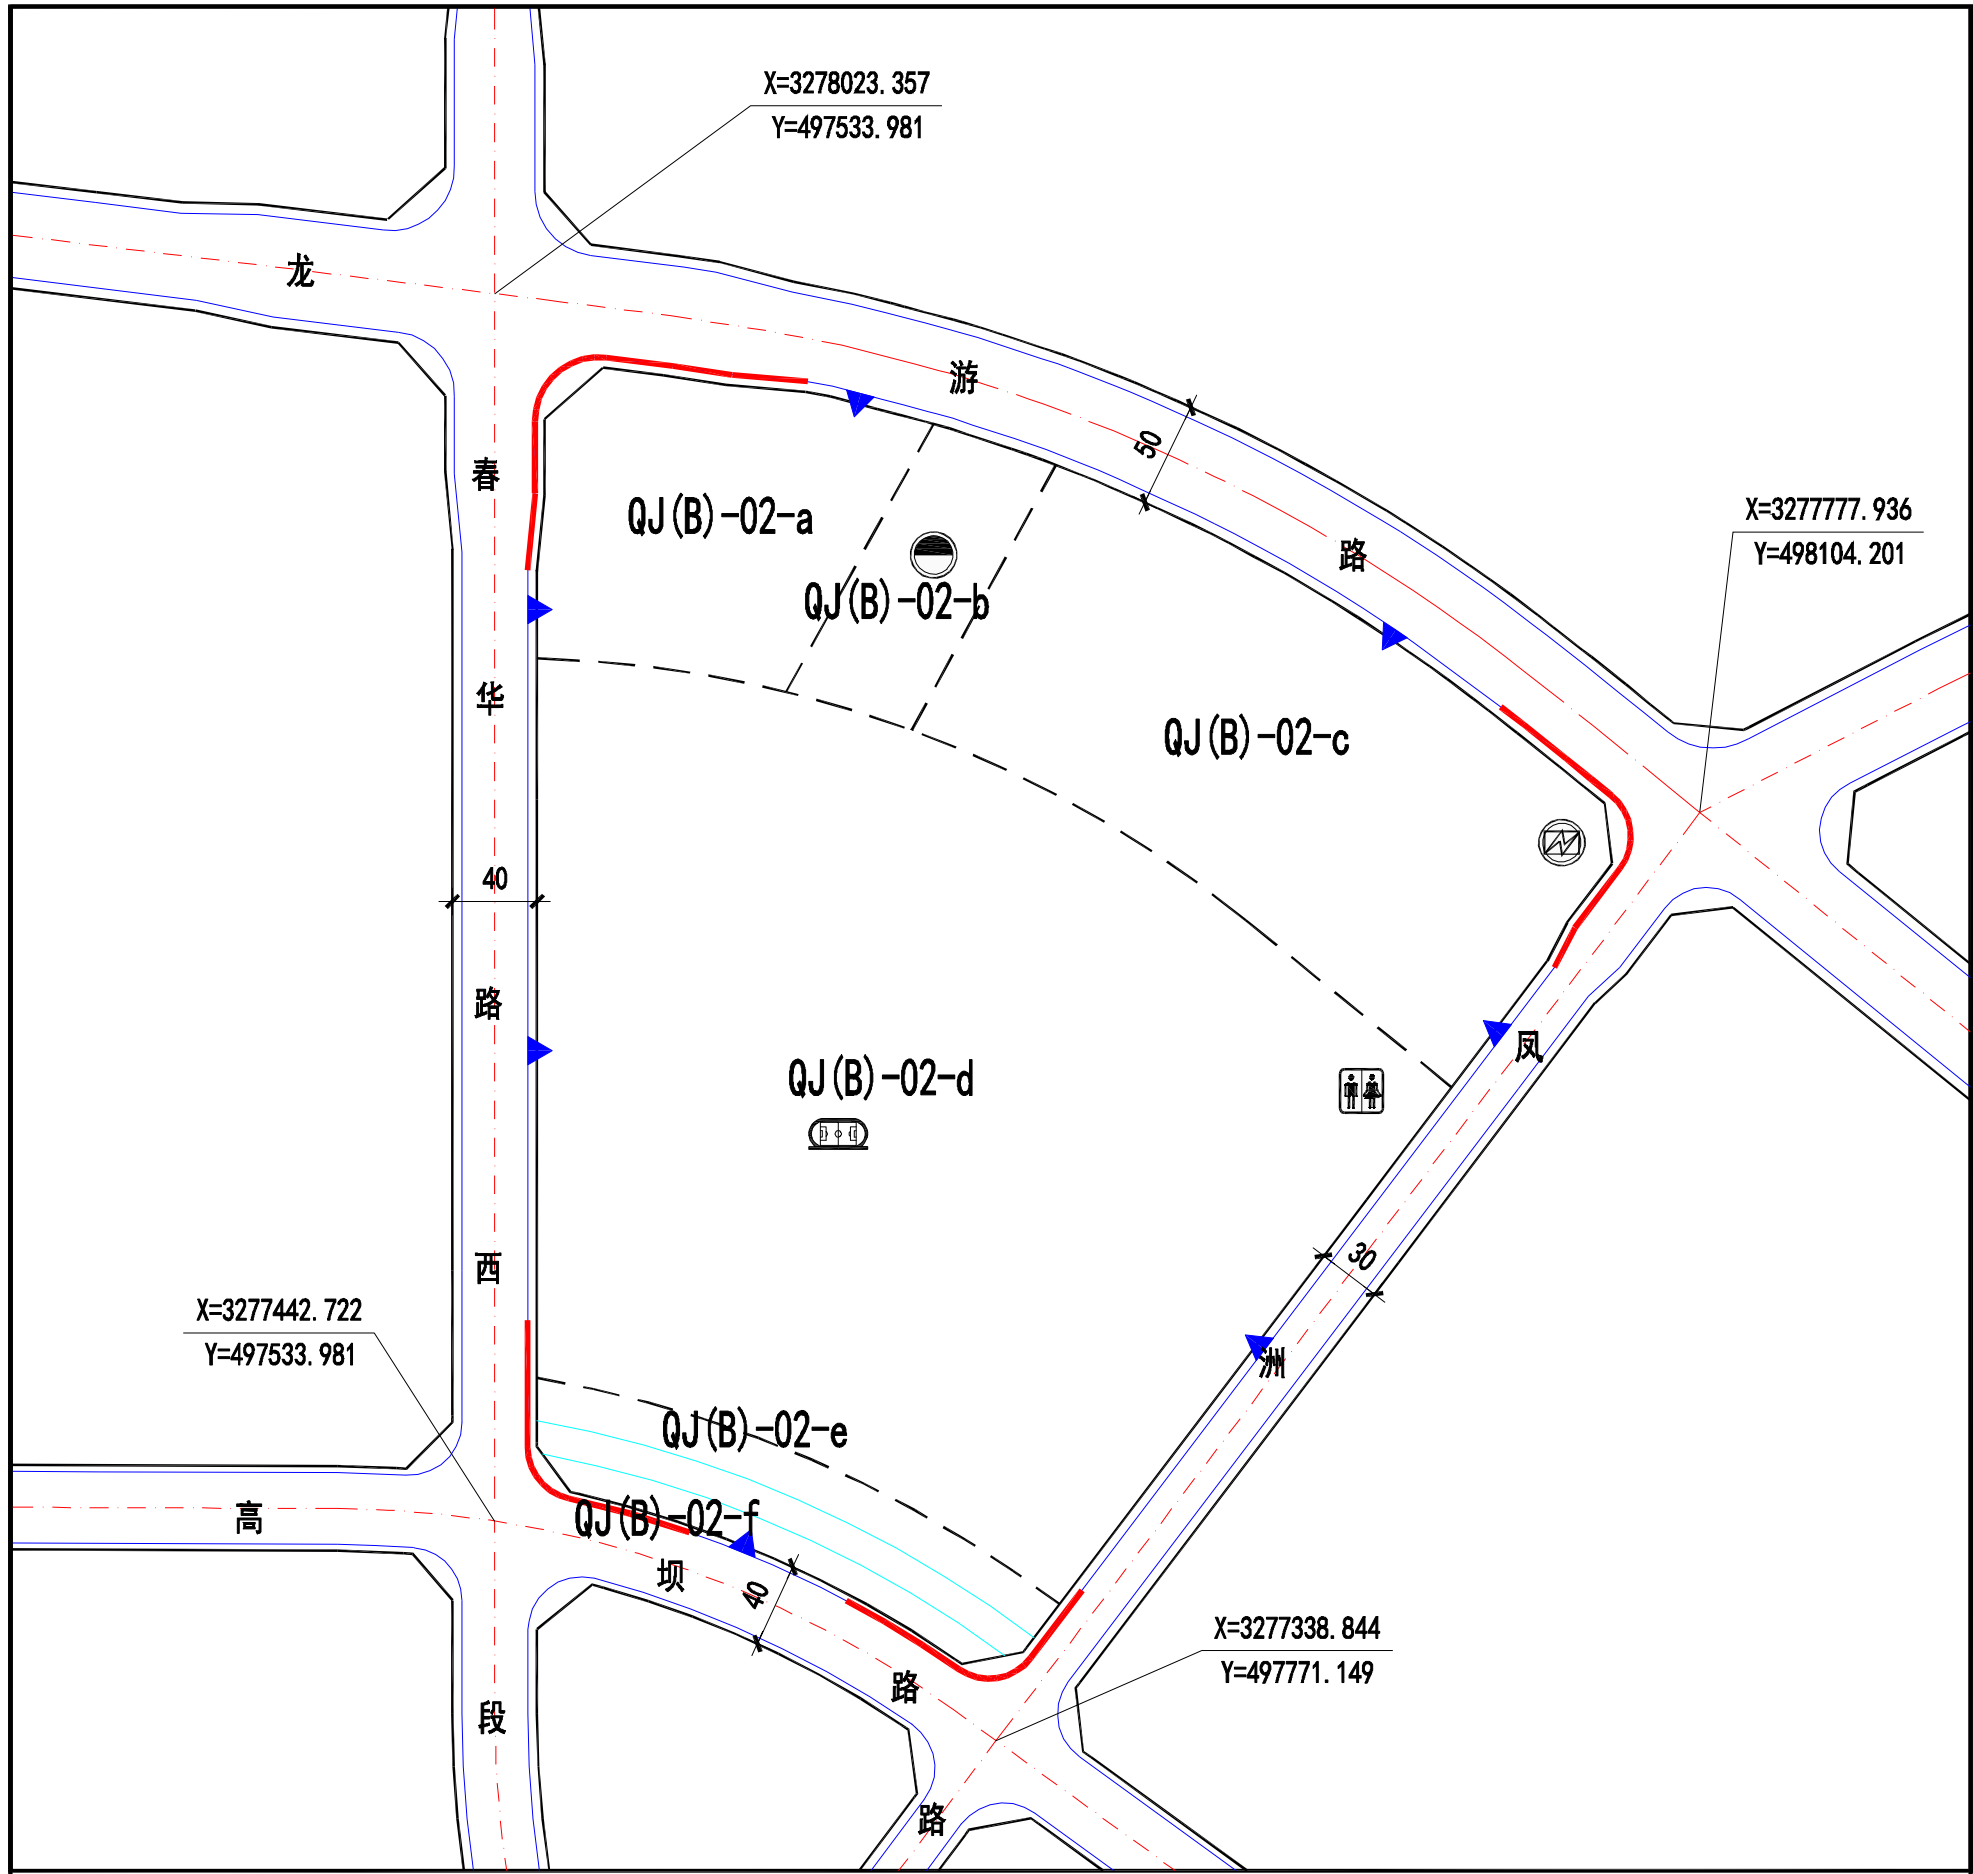 X=3278023.357
Y=497533.981
龙
游
路
50
春
华
路
西
段
40
QJ(B)-02-a
QJ(B)-02-b
X=3277777.936
Y=498104.201
QJ(B)-02-c
QJ(B)-02-d
凤
洲
路
30
X=3277442.722
Y=497533.981
QJ(B)-02-e
QJ(B)-02-f
高
坝
路
40
X=3277338.844
Y=497771.149